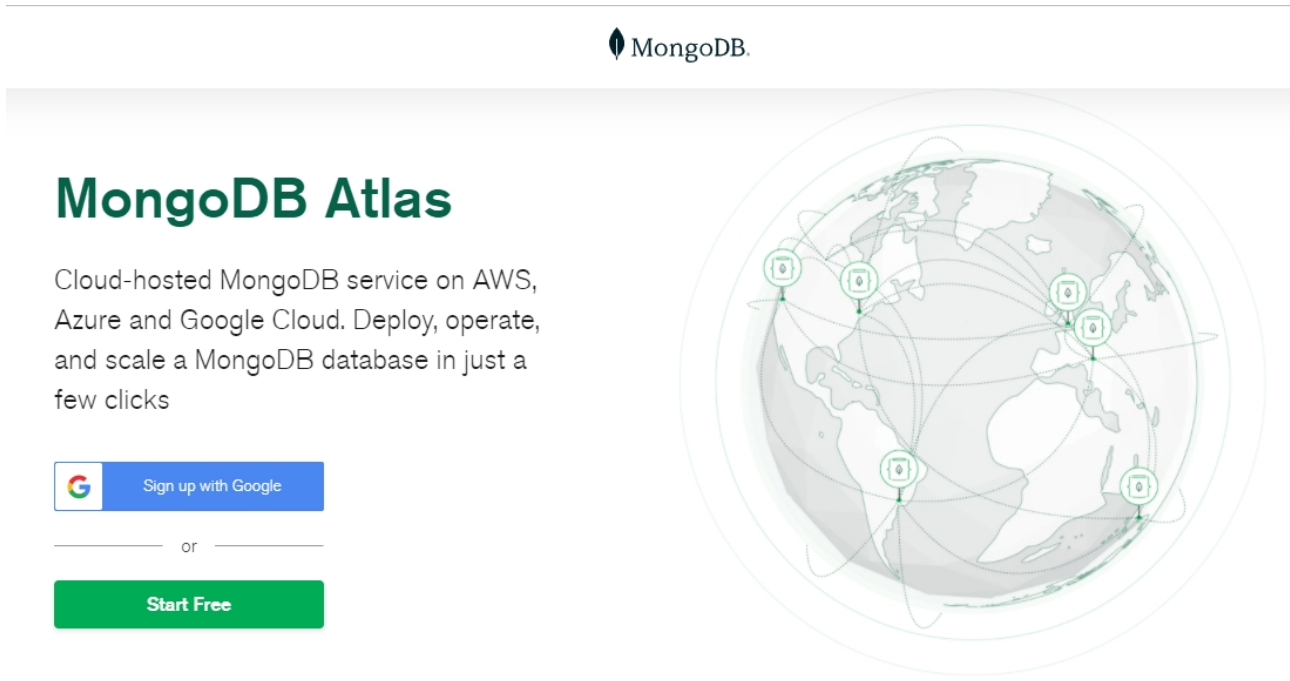 MongoDB.
MongoDB Atlas
Cloud-hosted MongoDB service on AWS,
Azure and Google Cloud. Deploy, operate,
and scale a MongoDB database in just a
few clicks
Sign up with Google
or
Start Free